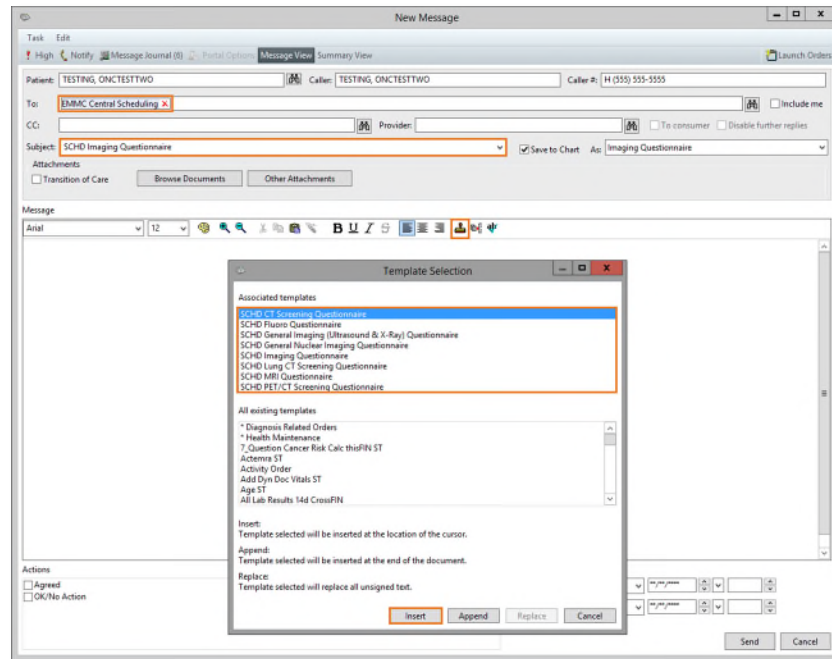 New Message
Task Edit
! High Notify Message Journal (6) Portal Options Message View Summary View Launch Orders
Patient: TESTING, ONCTESTTWO Caller: TESTING, ONCTESTTWO Caller #: H (555) 555-5555
To: EMMC Central Scheduling × Include me
CC: Provider: To consumer Disable further replies
Subject: SCHD Imaging Questionnaire Save to Chart As: Imaging Questionnaire
Attachments
Transition of Care Browse Documents Other Attachments
Message
Arial 12 B U I S
Template Selection
Associated templates
SCHD CT Screening Questionnaire
SCHD Fluoro Questionnaire
SCHD General Imaging (Ultrasound & X-Ray) Questionnaire
SCHD General Nuclear Imaging Questionnaire
SCHD Imaging Questionnaire
SCHD Lung CT Screening Questionnaire
SCHD MRI Questionnaire
SCHD PET/CT Screening Questionnaire
All existing templates
* Diagnosis Related Orders
* Health Maintenance
7_Question Cancer Risk Calc thisFIN ST
Actemra ST
Activity Order
Add Dyn Doc Vitals ST
Age ST
All Lab Results 14d CrossFIN
Insert:
Template selected will be inserted at the location of the cursor.
Append:
Template selected will be inserted at the end of the document.
Replace:
Template selected will replace all unsigned text.
Insert Append Replace Cancel
Actions
Agreed
OK/No Action
**/**/****
**/**/****
Send Cancel